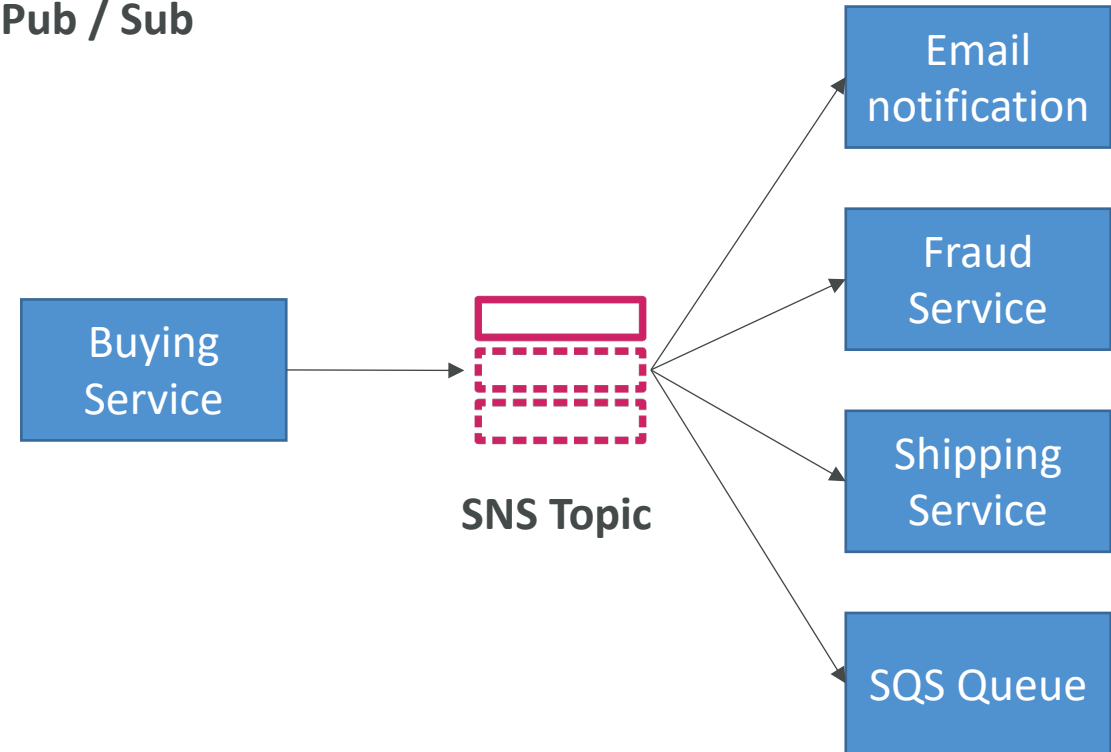 Pub / Sub
Email
notification
Fraud
Service
Buying
Service
Shipping
Service
SNS Topic
SQS Queue